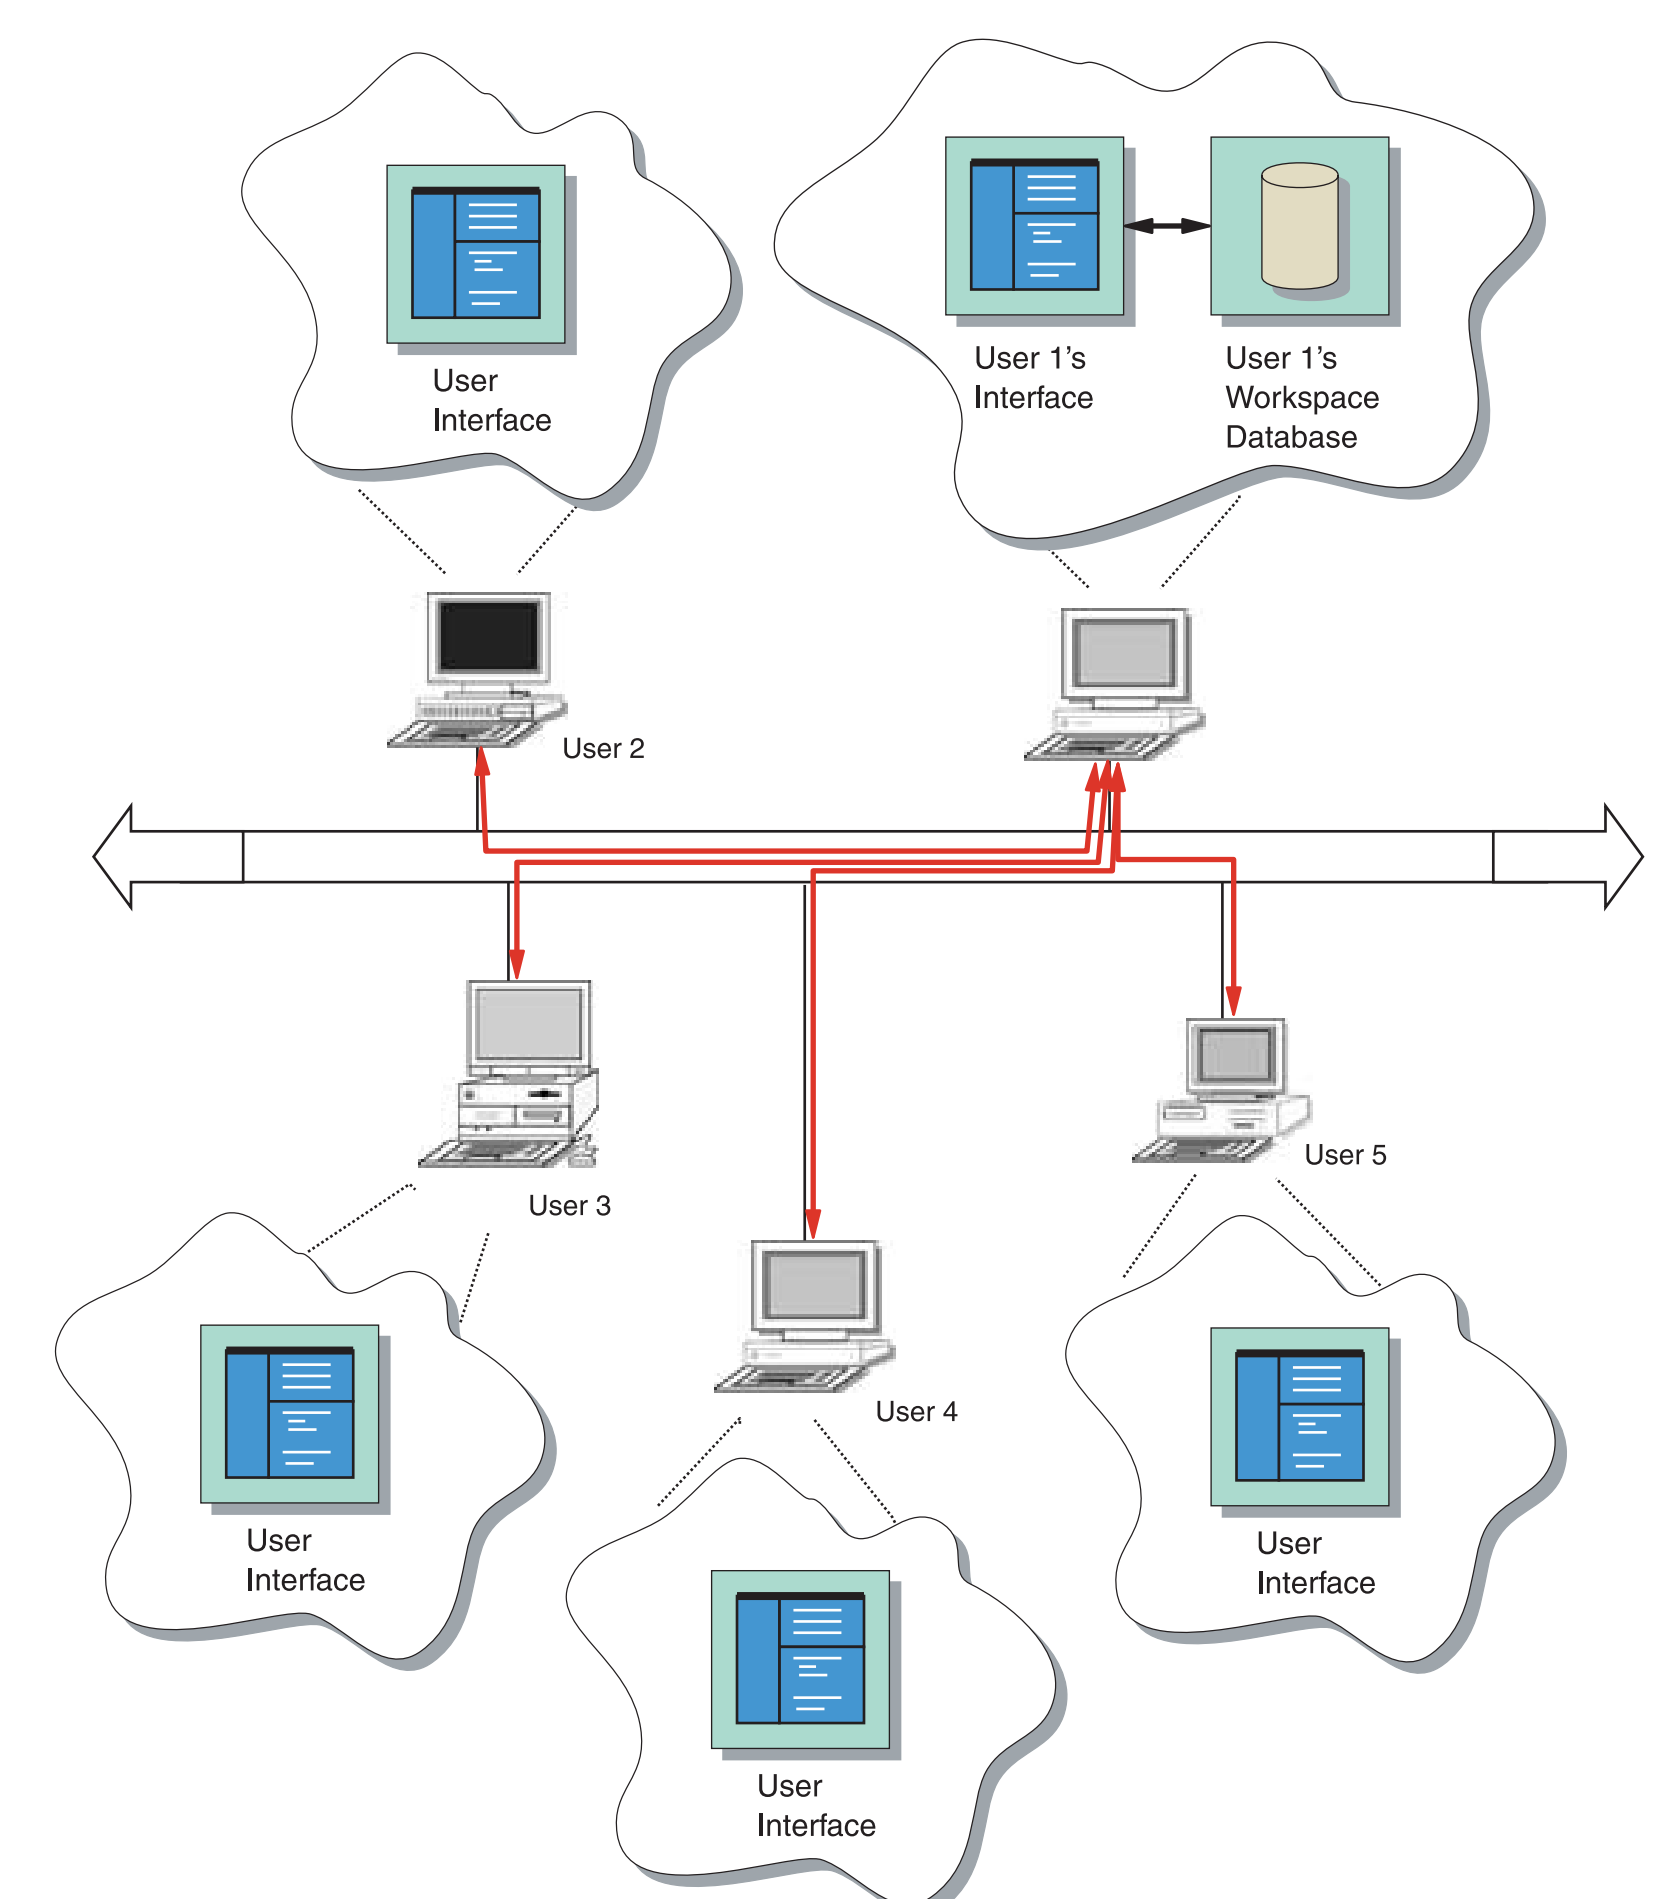 User
Interface
User 1's
Interface
User 1's
Workspace
Database
User 2
User 3
User 5
User 4
User
Interface
User
Interface
User
Interface